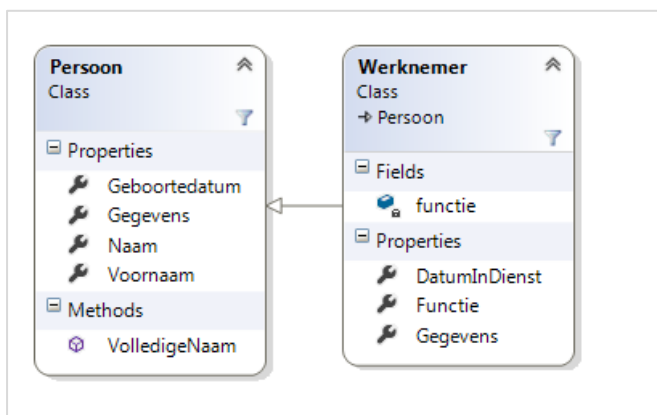 Persoon
Class
Properties
Geboortedatum
Gegevens
Naam
Voornaam
Methods
VolledigeNaam
Werknemer
Class
Persoon
Fields
functie
Properties
DatumInDienst
Functie
Gegevens